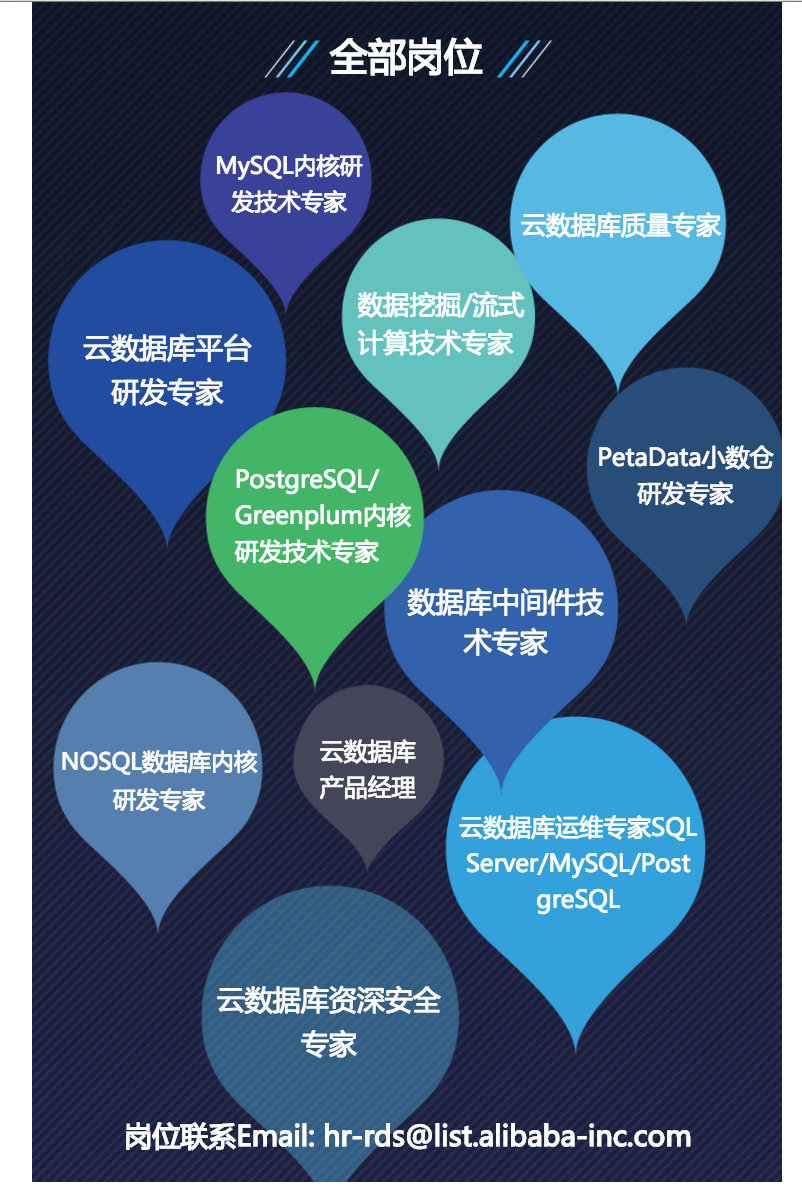 全部岗位
MySQL内核研
发技术专家
云数据库质量专家
数据挖掘/流式
计算技术专家
云数据库平台
研发专家
PetaData小数仓
研发专家
PostgreSQL/
Greenplum内核
研发技术专家
数据库中间件技
术专家
NOSQL数据库内核
研发专家
云数据库
产品经理
云数据库运维专家SQL
Server/MySQL/Post
greSQL
云数据库资深安全
专家
岗位联系Email: hr-rds@list.alibaba-inc.com